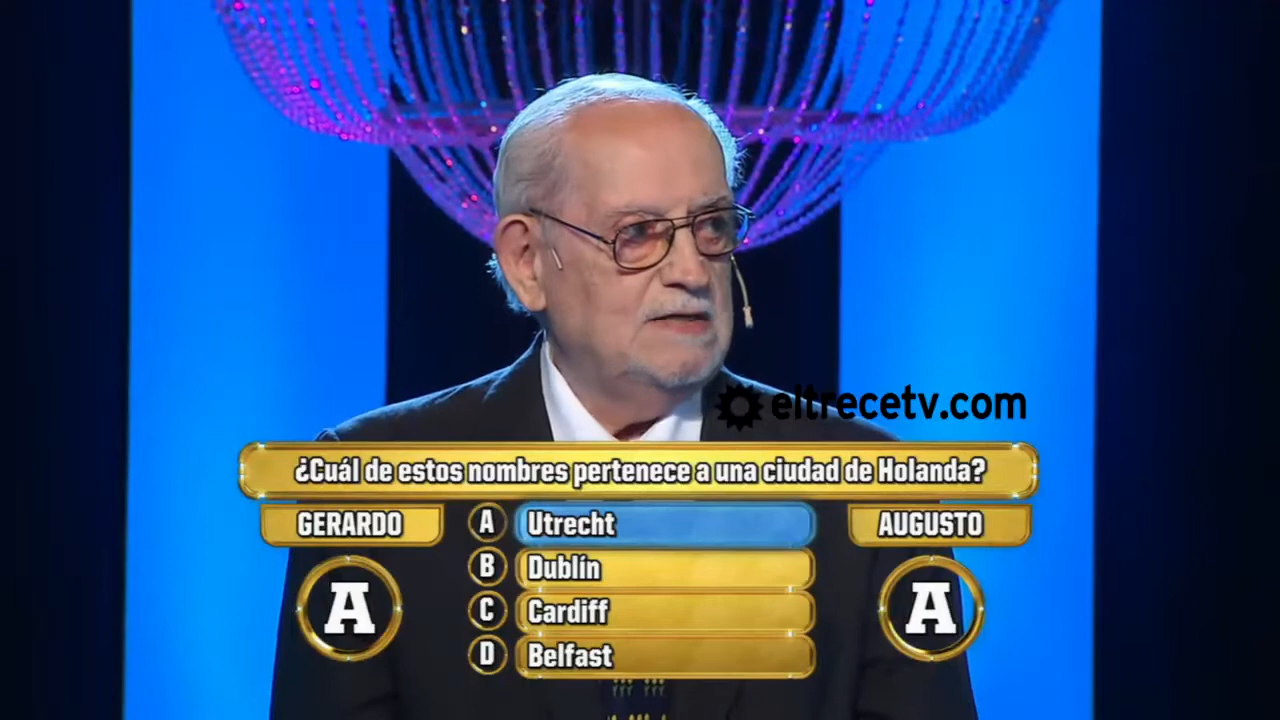 eltrecetv.com
¿Cuál de estos nombres pertenece a una ciudad de Holanda?
GERARDO
A Utrecht
AUGUSTO
B Dublín
A
A
C Cardiff
D Belfast